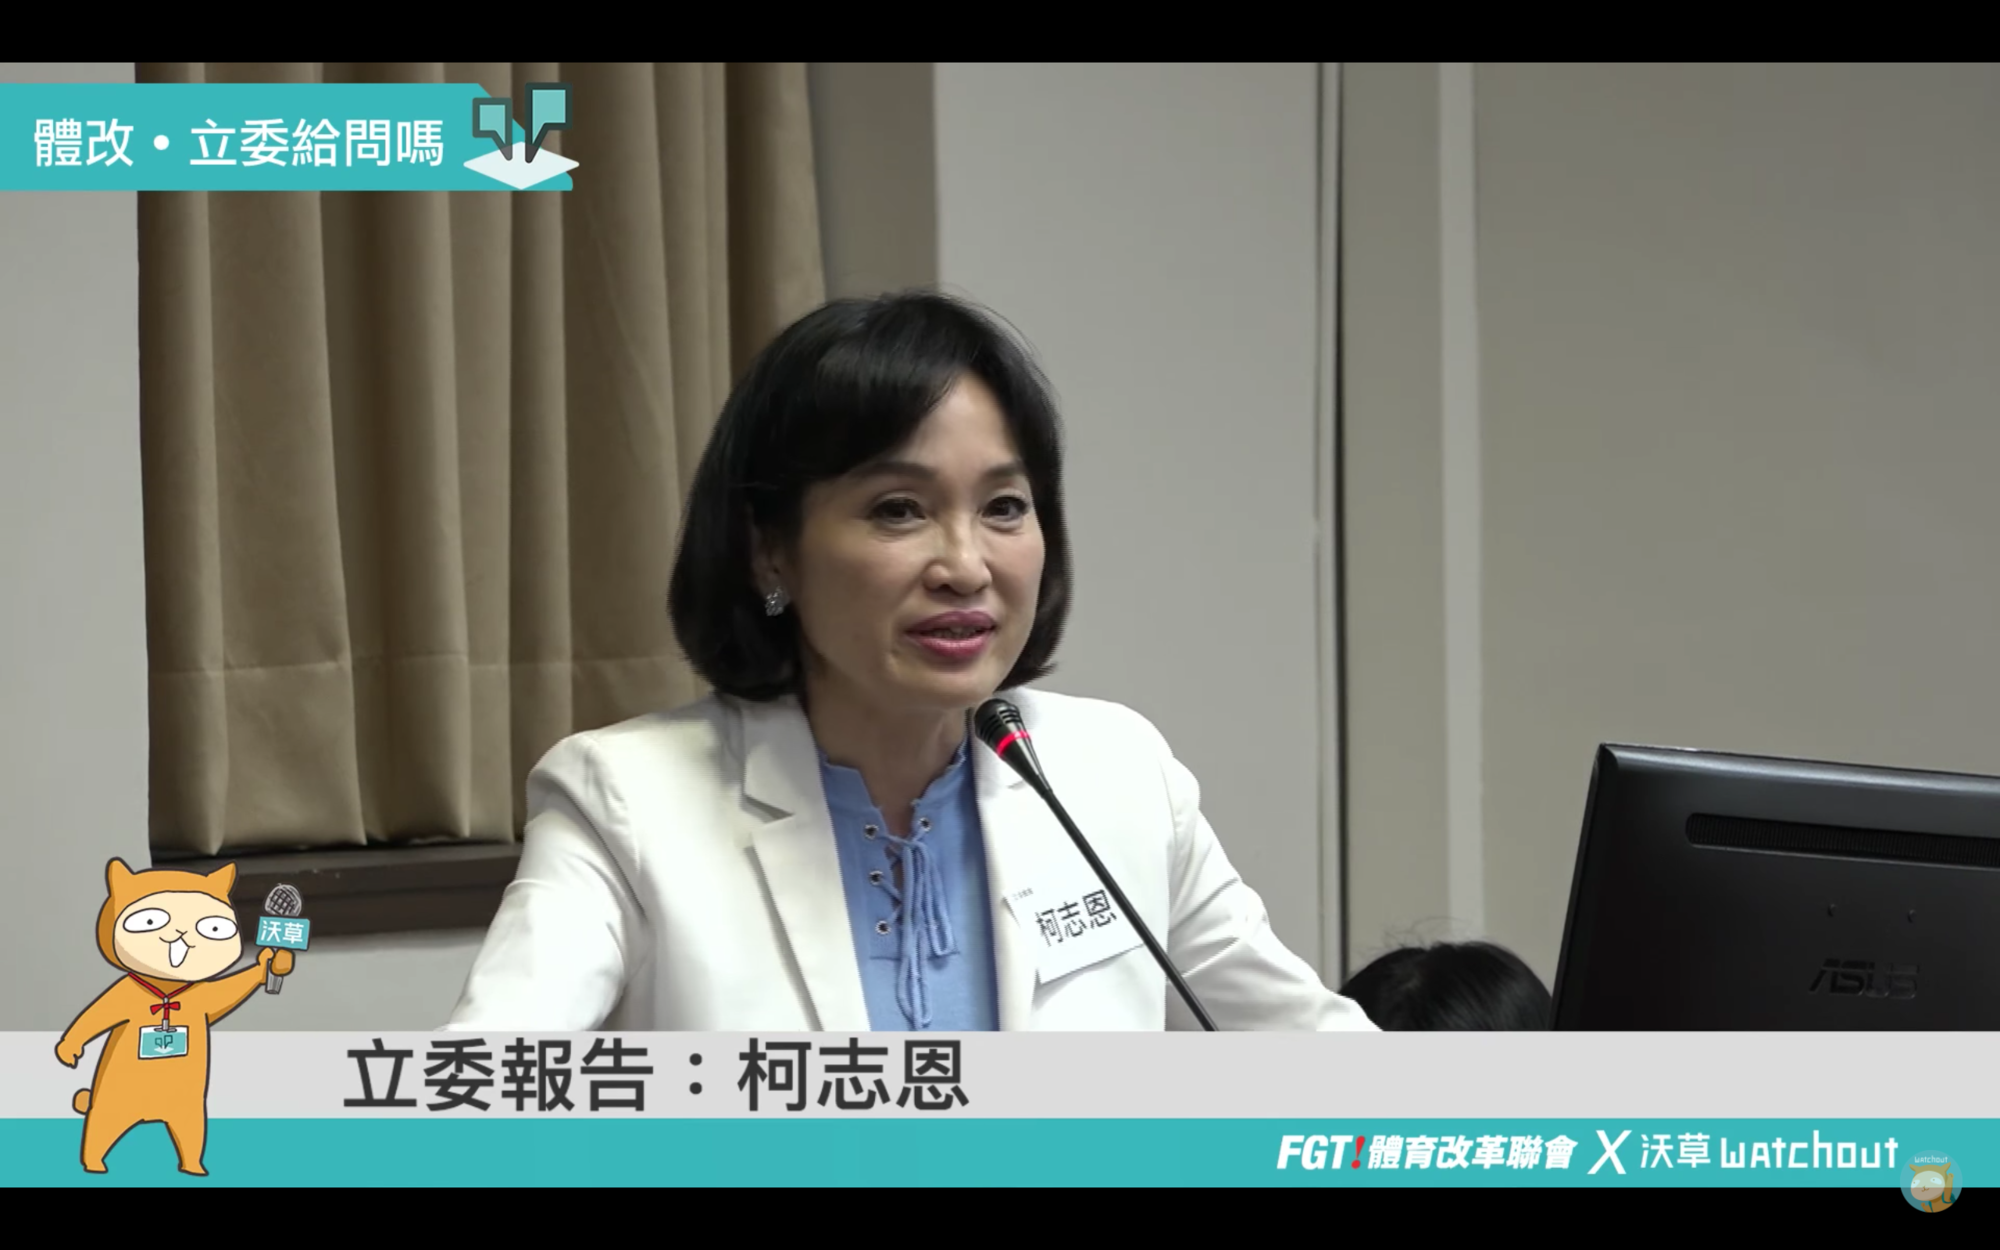 體改・立委給問嗎
沃草
柯志恩
ASUS
立委報告：柯志恩
FGT!體育改革聯會 X 沃草 watchout
watchout